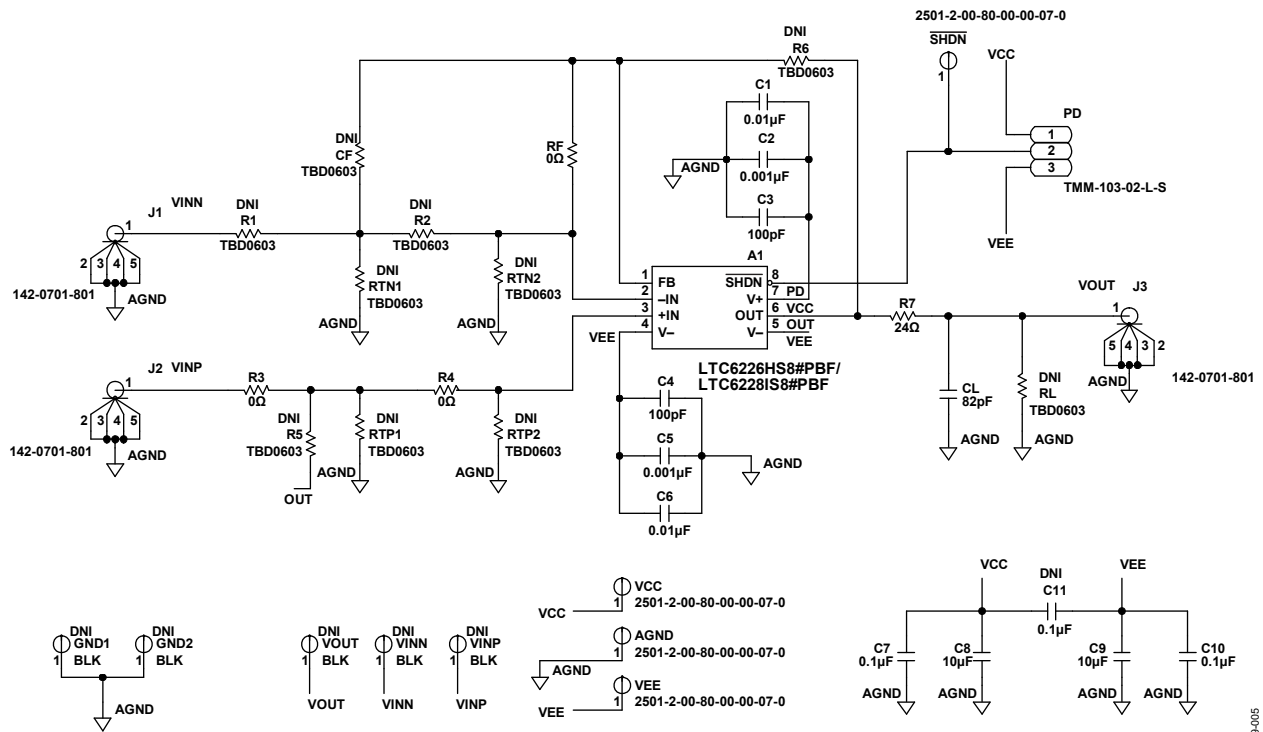 2501-2-00-80-00-00-07-0
SHDN
1
VCC
PD
1
2
3
TMM-103-02-L-S
VEE
DNI
R6
TBD0603
C1
0.01µF
C2
0.001µF
C3
100pF
AGND
DNI
CF
TBD0603
RF
0Ω
J1 VINN
1
2 3 4 5
142-0701-801
AGND
DNI
R1
TBD0603
DNI
R2
TBD0603
DNI
RTN1
TBD0603
AGND
DNI
RTN2
TBD0603
AGND
A1
1 FB
2 –IN
3 +IN
4 V–
SHDN 8
V+ 7 PD
OUT 6 VCC
V– 5 OUT
VEE
VEE
LTC6226HS8#PBF/
LTC6228IS8#PBF
R7
24Ω
VOUT J3
1
5 4 3 2
AGND
142-0701-801
CL
82pF
AGND
DNI
RL
TBD0603
AGND
J2 VINP
1
2 3 4 5
142-0701-801
AGND
R3
0Ω
R4
0Ω
DNI
R5
TBD0603
OUT
DNI
RTP1
TBD0603
AGND
DNI
RTP2
TBD0603
AGND
C4
100pF
C5
0.001µF
C6
0.01µF
AGND
DNI
GND1
1 BLK
DNI
GND2
1 BLK
AGND
DNI
VOUT
1 BLK
VOUT
DNI
VINN
1 BLK
VINN
DNI
VINP
1 BLK
VINP
VCC
1 2501-2-00-80-00-00-07-0
VCC
AGND
1 2501-2-00-80-00-00-07-0
AGND
VEE
1 2501-2-00-80-00-00-07-0
VEE
VCC
DNI
C11
0.1µF
VEE
C7
0.1µF
AGND
C8
10µF
AGND
C9
10µF
AGND
C10
0.1µF
AGND